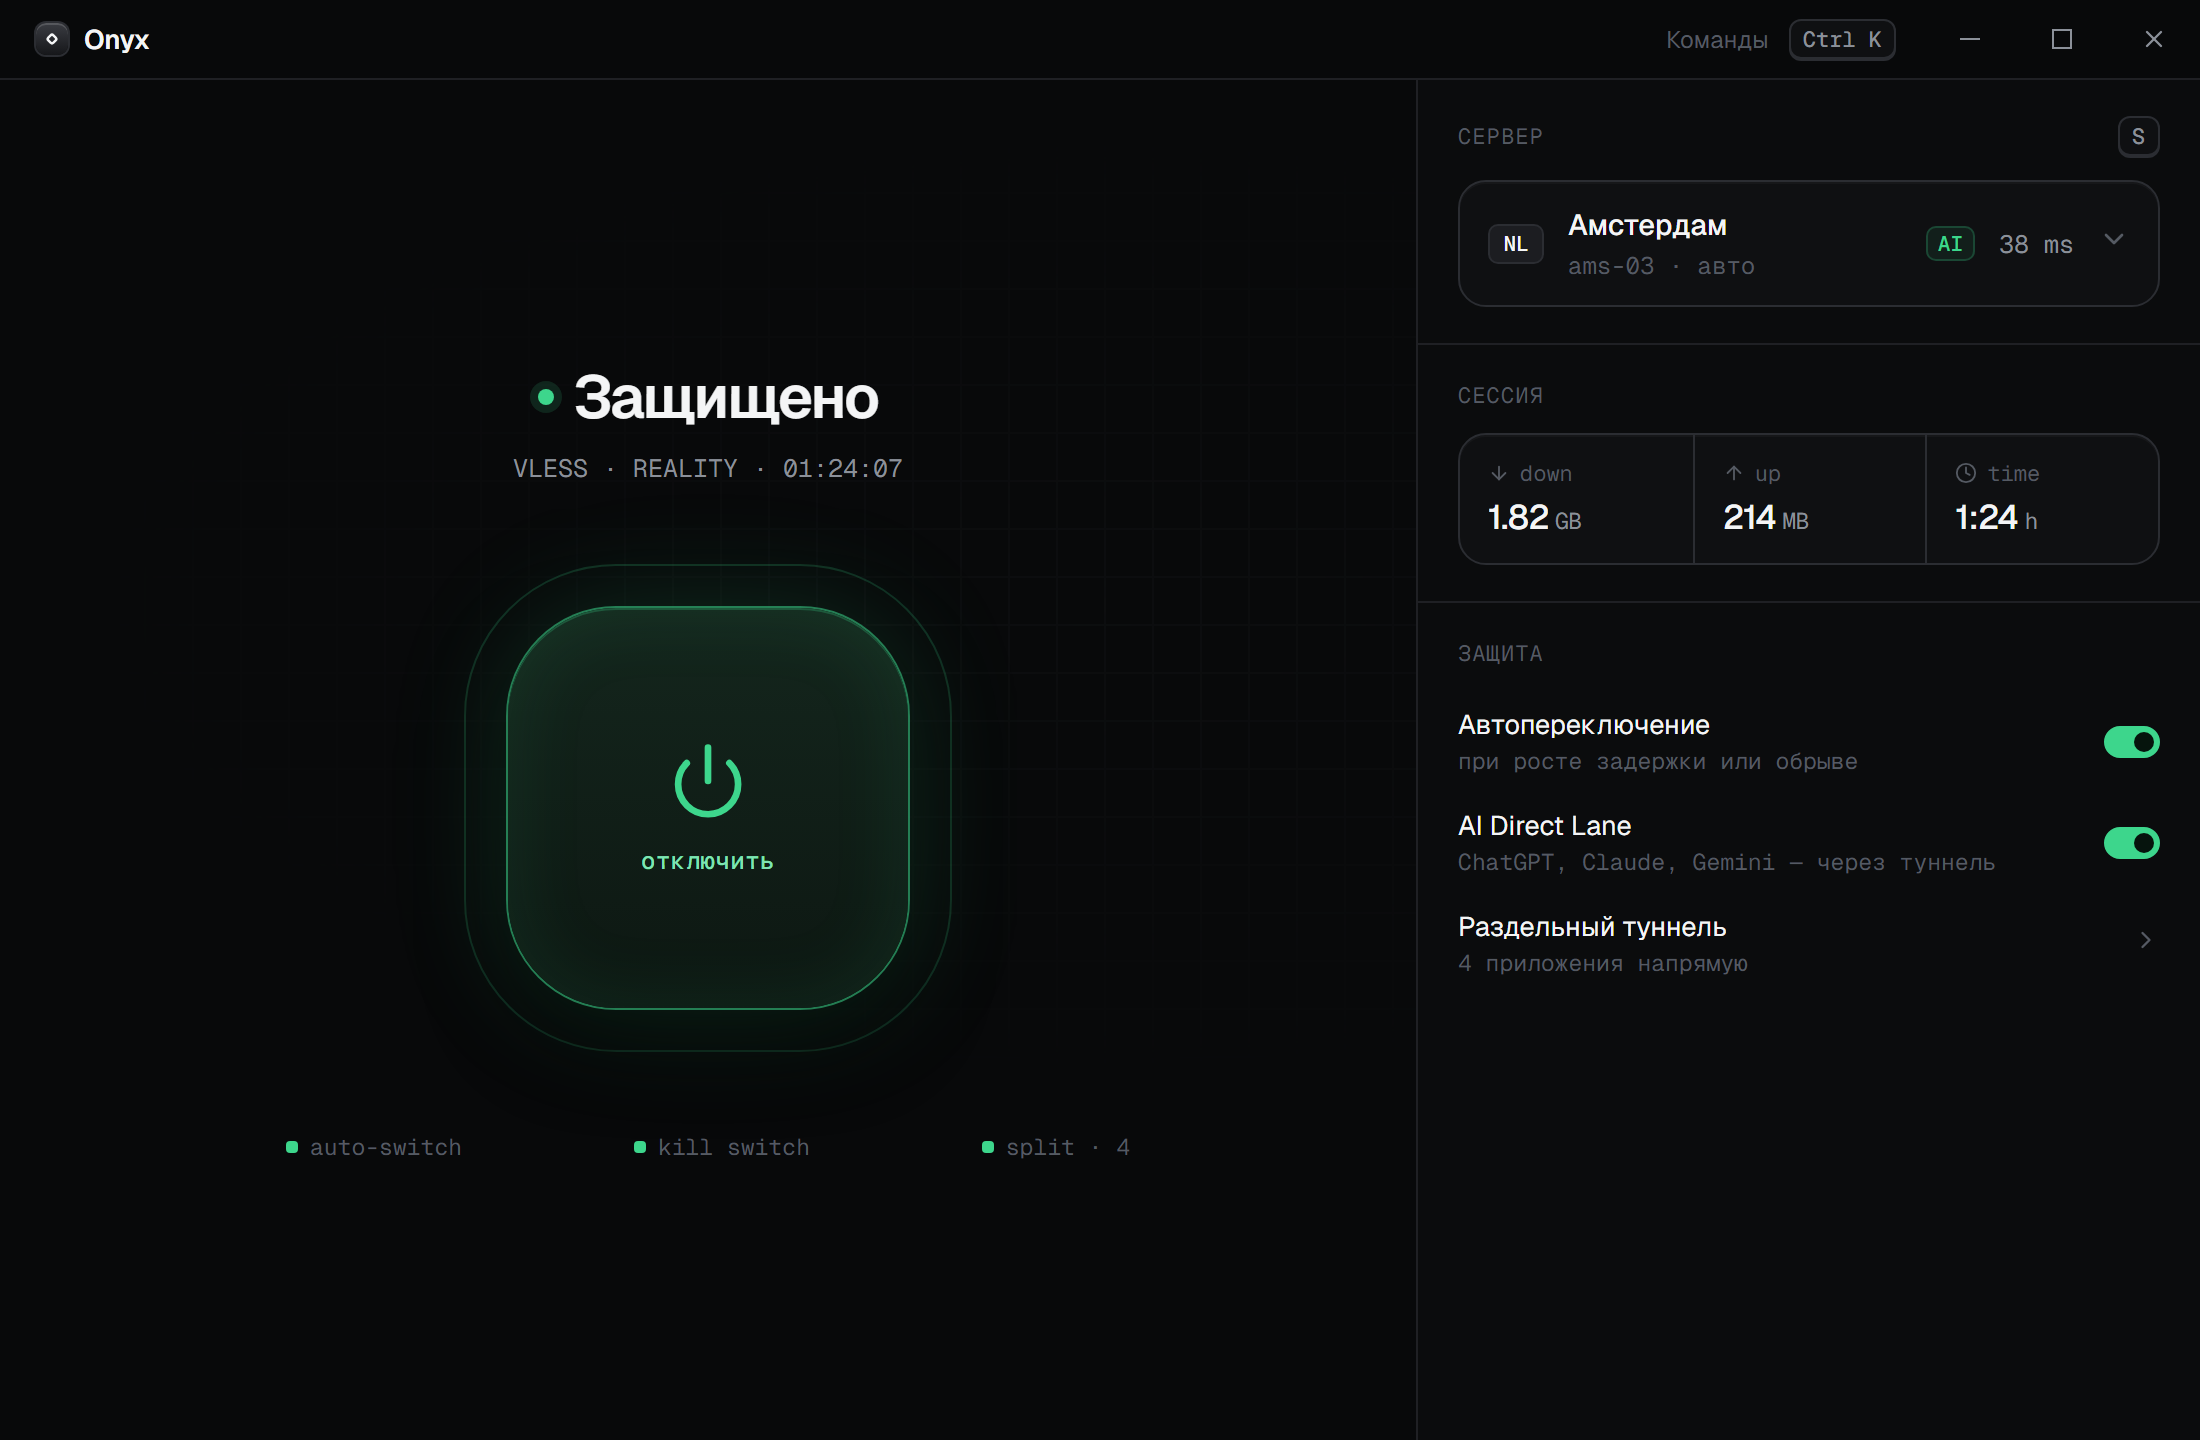 Onyx
Команды Ctrl K
Защищено
VLESS · REALITY · 01:24:07
отключить
auto-switch
kill switch
split · 4
СЕРВЕР S
NL Амстердам AI 38 ms
ams-03 · авто
СЕССИЯ
down up time
1.82 GB 214 MB 1:24 h
ЗАЩИТА
Автопереключение
при росте задержки или обрыве
AI Direct Lane
ChatGPT, Claude, Gemini — через туннель
Раздельный туннель
4 приложения напрямую